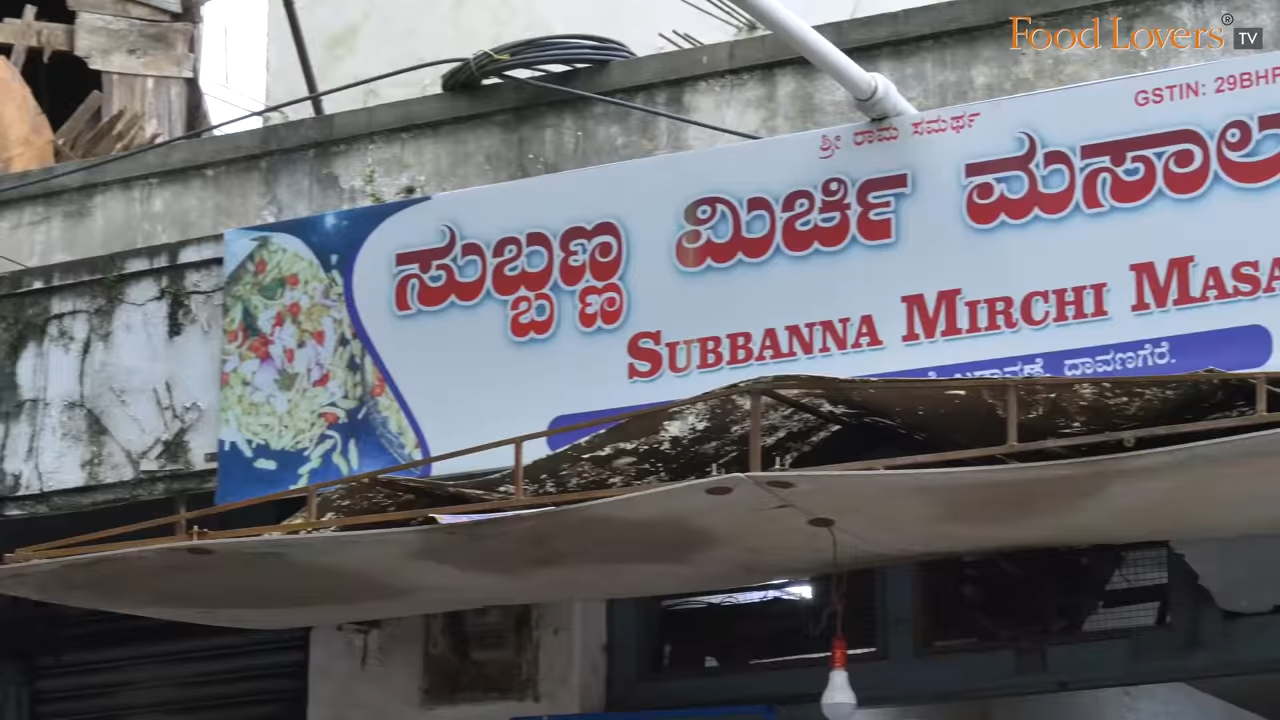 Food Lovers® TV
GSTIN: 29BHF
ಶ್ರೀ ರಾಮ ಸಮರ್ಥ
ಸುಬ್ಬಣ್ಣ ಮಿರ್ಚಿ ಮಸಾಲ
SUBBANNA MIRCHI MASA
ದಾವಣಗೆರೆ.